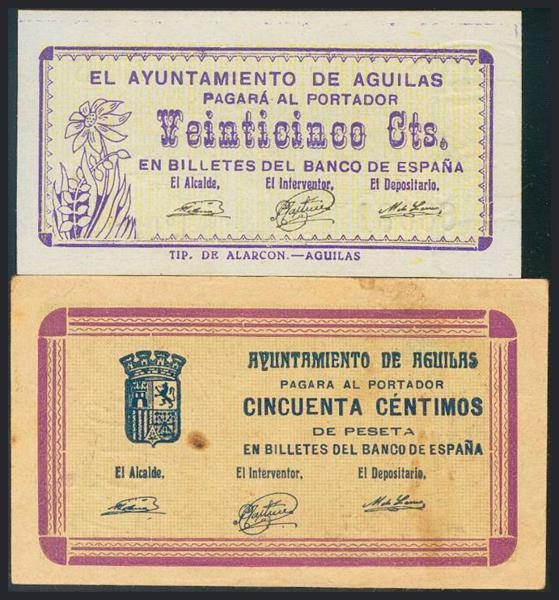 EL AYUNTAMIENTO DE AGUILAS
PAGARÁ AL PORTADOR
Veinticinco Cts.
EN BILLETES DEL BANCO DE ESPAÑA
El Alcalde, El Interventor, El Depositario,
TIP. DE ALARCON.—AGUILAS
AYUNTAMIENTO DE AGUILAS
PAGARA AL PORTADOR
CINCUENTA CÉNTIMOS
DE PESETA
EN BILLETES DEL BANCO DE ESPAÑA
El Alcalde, El Interventor, El Depositario,